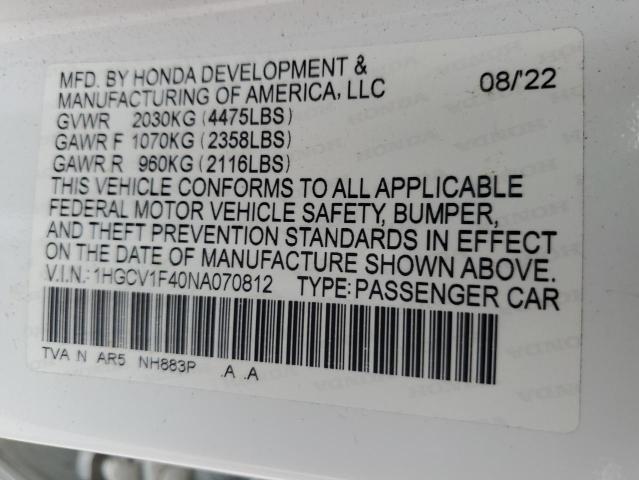 MFD. BY HONDA DEVELOPMENT & MANUFACTURING OF AMERICA, LLC 08/'22
GVWR 2030KG (4475LBS)
GAWR F 1070KG (2358LBS)
GAWR R 960KG (2116LBS)
THIS VEHICLE CONFORMS TO ALL APPLICABLE
FEDERAL MOTOR VEHICLE SAFETY, BUMPER,
AND THEFT PREVENTION STANDARDS IN EFFECT
ON THE DATE OF MANUFACTURE SHOWN ABOVE.
V.I.N.: 1HGCV1F40NA070812 TYPE: PASSENGER CAR
TVA N AR5 NH883P .A .A